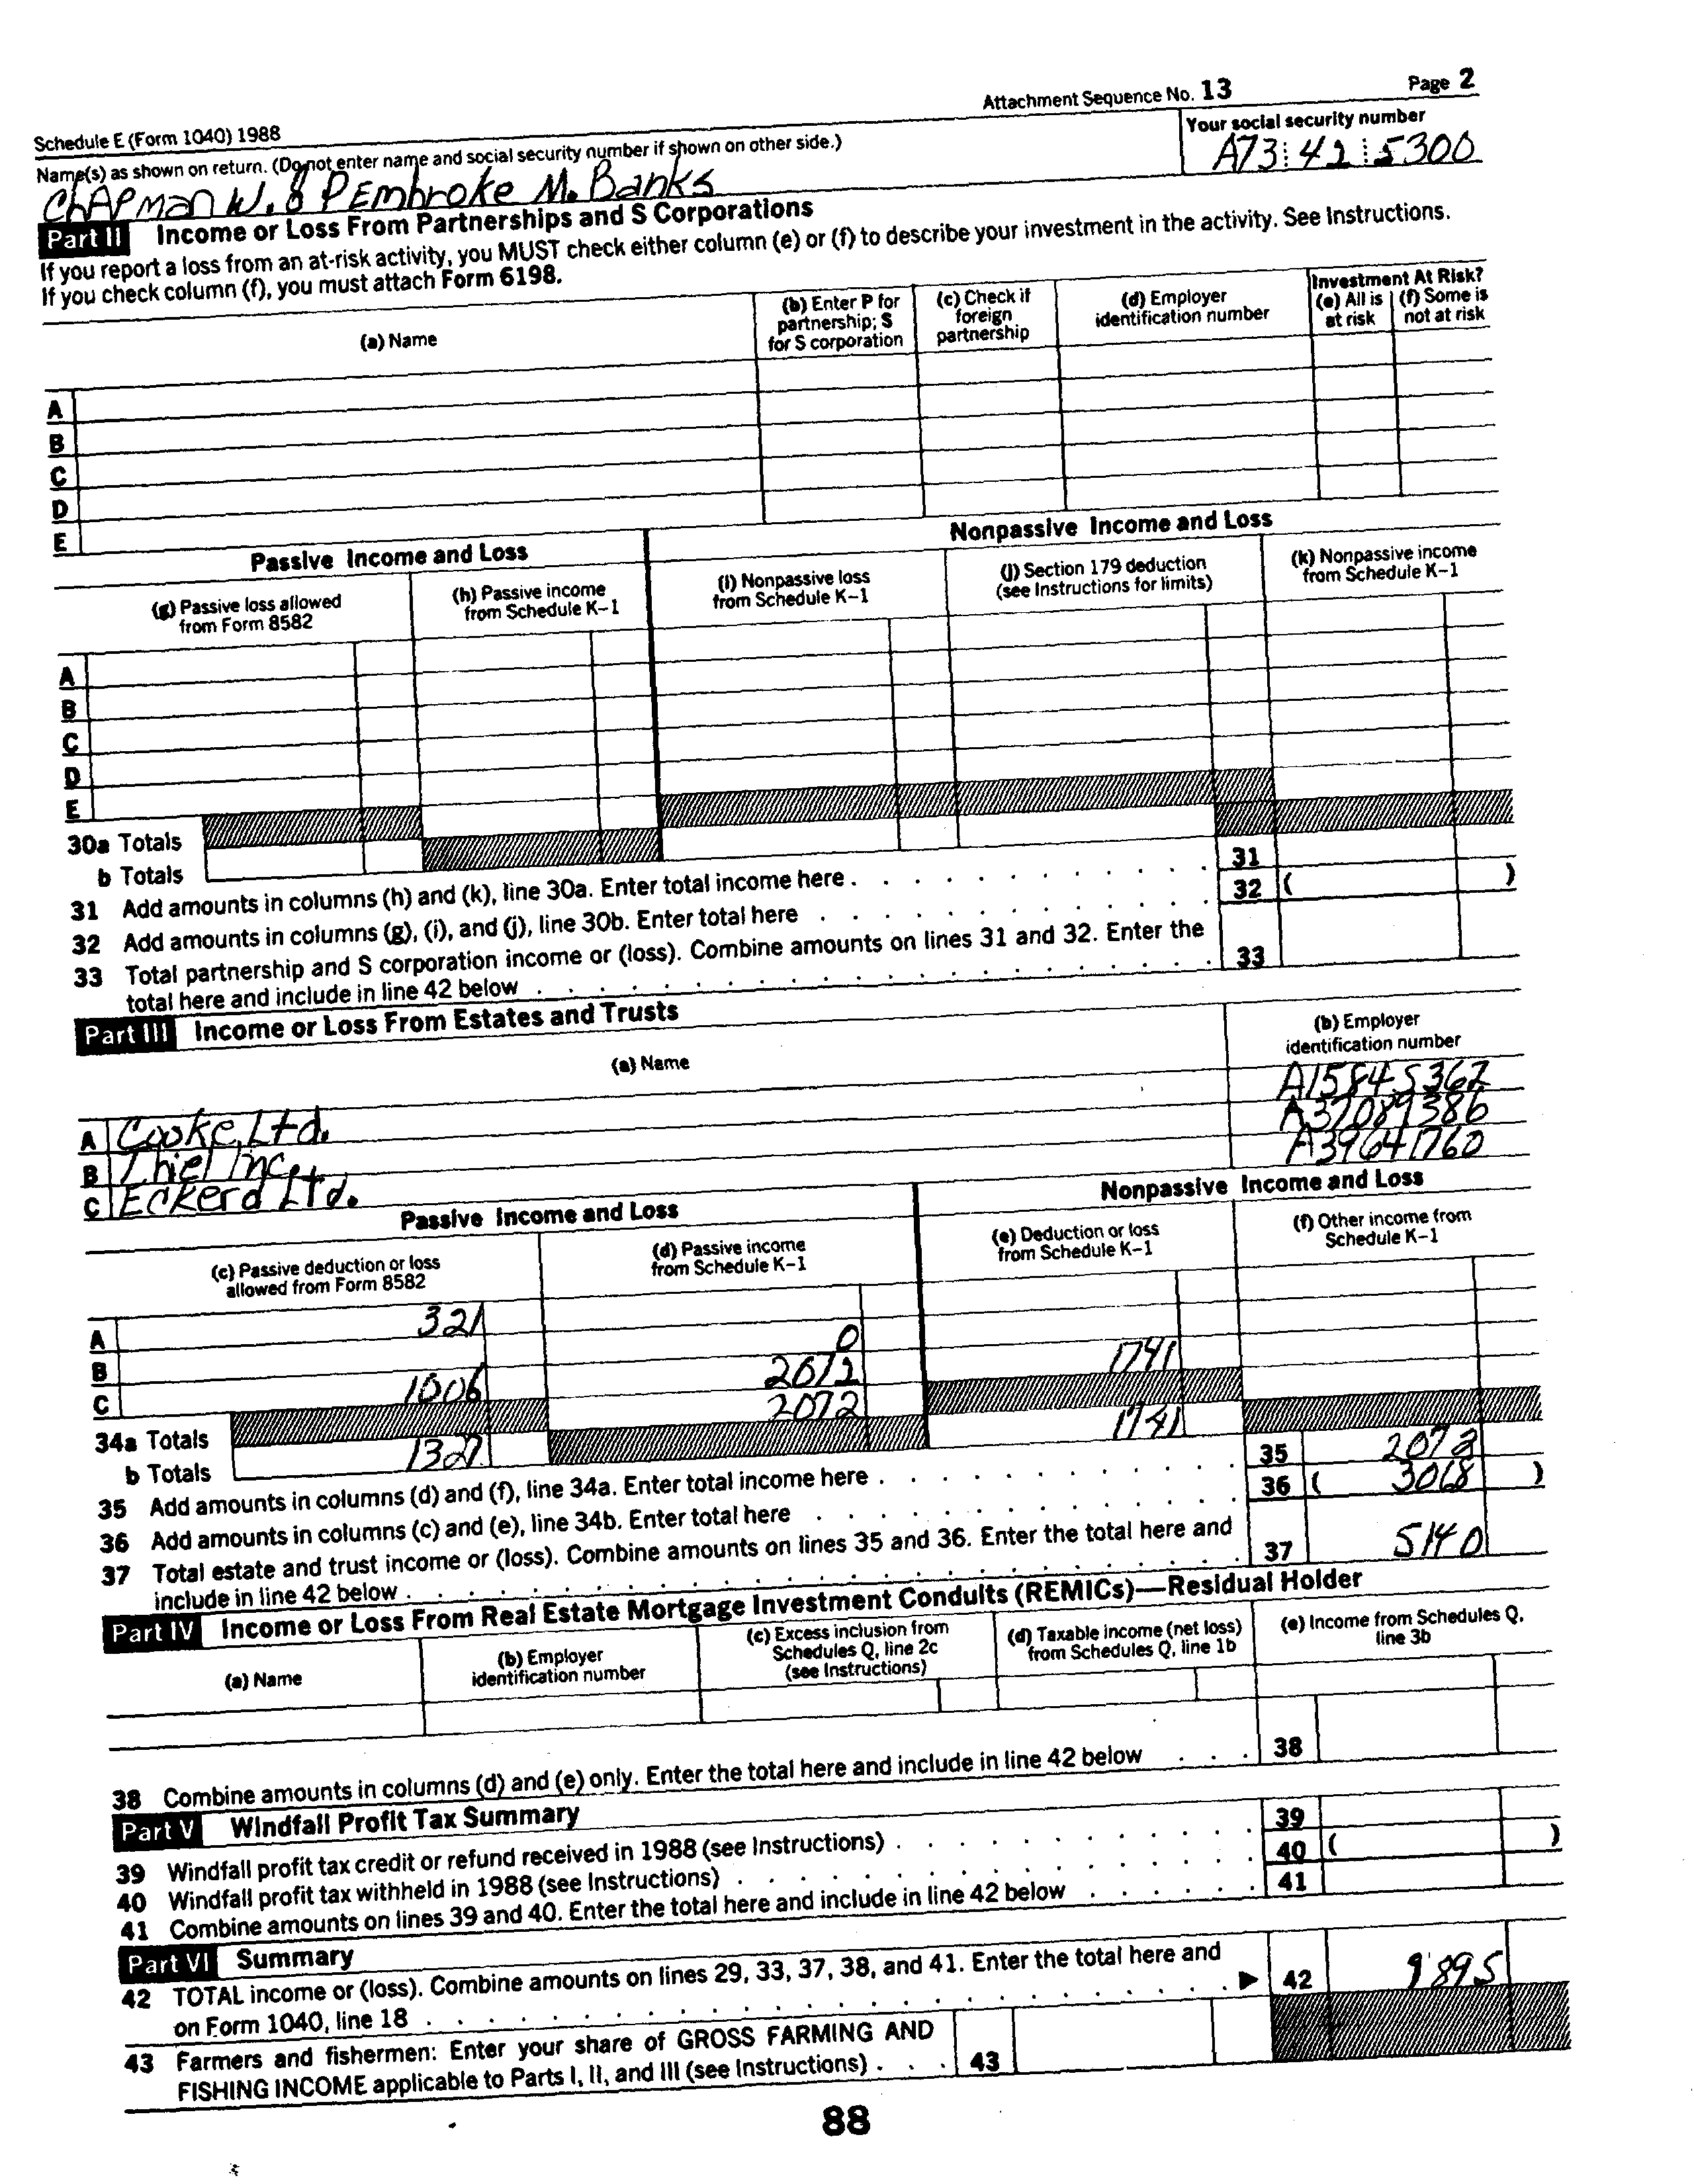 Attachment Sequence No. 13 Page 2
Schedule E (Form 1040) 1988
Name(s) as shown on return. (Do not enter name and social security number if shown on other side.)
Your social security number
ChAPman W. & PEmbroke M. Banks
A73 42 5300
Part II Income or Loss From Partnerships and S Corporations
If you report a loss from an at-risk activity, you MUST check either column (e) or (f) to describe your investment in the activity. See Instructions.
If you check column (f), you must attach Form 6198.
(a) Name
(b) Enter P for partnership; S for S corporation
(c) Check if foreign partnership
(d) Employer identification number
Investment At Risk?
(e) All is at risk
(f) Some is not at risk
A
B
C
D
E
Passive Income and Loss
Nonpassive Income and Loss
(g) Passive loss allowed from Form 8582
(h) Passive income from Schedule K–1
(i) Nonpassive loss from Schedule K–1
(j) Section 179 deduction (see Instructions for limits)
(k) Nonpassive income from Schedule K–1
A
B
C
D
E
30a Totals
b Totals
31 Add amounts in columns (h) and (k), line 30a. Enter total income here . 31
32 Add amounts in columns (g), (i), and (j), line 30b. Enter total here . 32 ( )
33 Total partnership and S corporation income or (loss). Combine amounts on lines 31 and 32. Enter the
total here and include in line 42 below . 33
Part III Income or Loss From Estates and Trusts
(a) Name
(b) Employer identification number
A Cooke, Ltd. A15845362
B Thiel Inc. A37089386
C Eckerd Ltd. A39641760
Passive Income and Loss
Nonpassive Income and Loss
(c) Passive deduction or loss allowed from Form 8582
(d) Passive income from Schedule K–1
(e) Deduction or loss from Schedule K–1
(f) Other income from Schedule K–1
A 321
B 0
C 1006 2072 1741
34a Totals 2072
b Totals 1327 1741
35 Add amounts in columns (d) and (f), line 34a. Enter total income here . 35 2072
36 Add amounts in columns (c) and (e), line 34b. Enter total here . 36 ( 3068 )
37 Total estate and trust income or (loss). Combine amounts on lines 35 and 36. Enter the total here and
include in line 42 below . 37 5140
Part IV Income or Loss From Real Estate Mortgage Investment Conduits (REMICs)—Residual Holder
(a) Name
(b) Employer identification number
(c) Excess inclusion from Schedules Q, line 2c (see Instructions)
(d) Taxable income (net loss) from Schedules Q, line 1b
(e) Income from Schedules Q, line 3b
38 Combine amounts in columns (d) and (e) only. Enter the total here and include in line 42 below . . . 38
Part V Windfall Profit Tax Summary
39 Windfall profit tax credit or refund received in 1988 (see Instructions) . 39
40 Windfall profit tax withheld in 1988 (see Instructions) . 40 ( )
41 Combine amounts on lines 39 and 40. Enter the total here and include in line 42 below . 41
Part VI Summary
42 TOTAL income or (loss). Combine amounts on lines 29, 33, 37, 38, and 41. Enter the total here and
on Form 1040, line 18 . ▶ 42 9895
43 Farmers and fishermen: Enter your share of GROSS FARMING AND
FISHING INCOME applicable to Parts I, II, and III (see Instructions) . . . 43
88